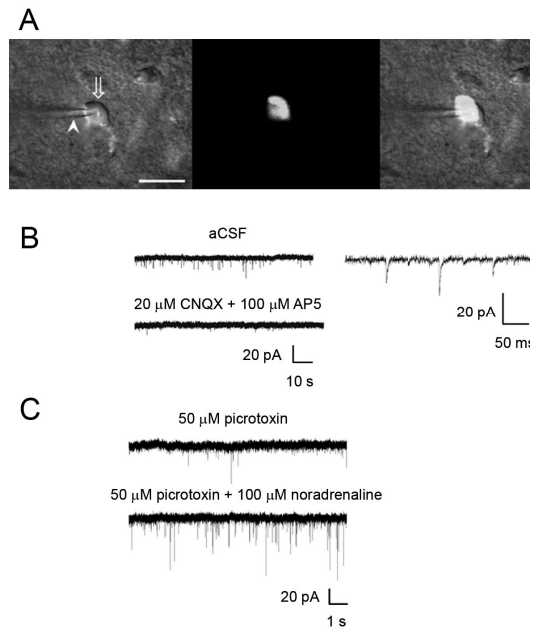 A
B
aCSF
20 μM CNQX + 100 μM AP5
20 pA
10 s
20 pA
50 ms
C
50 μM picrotoxin
50 μM picrotoxin + 100 μM noradrenaline
20 pA
1 s